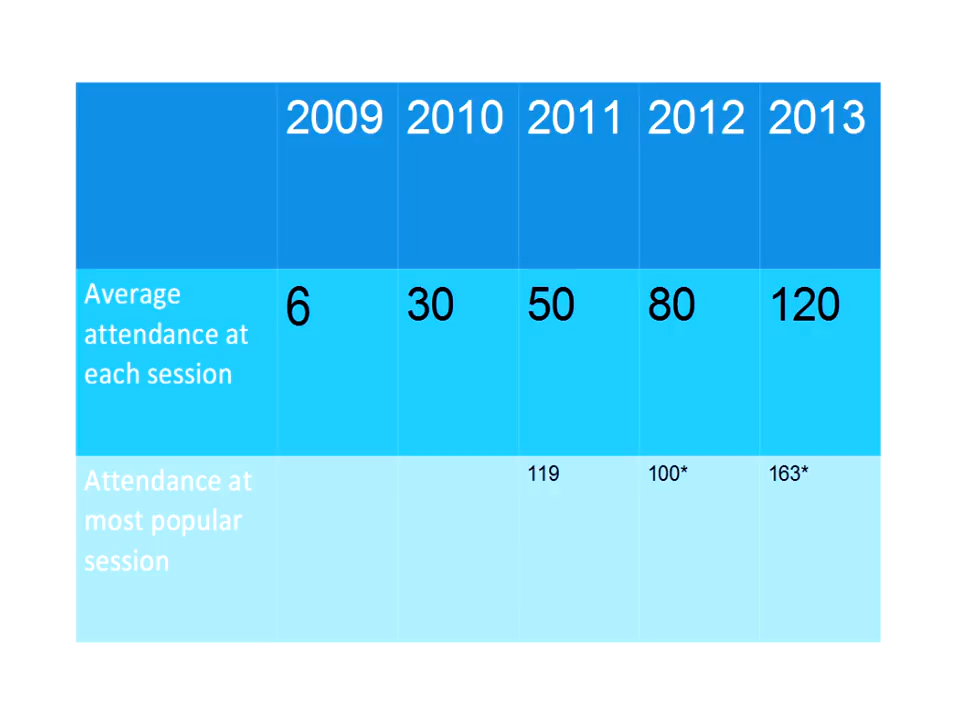 2009 2010 2011 2012 2013
Average
attendance at
each session
6 30 50 80 120
Attendance at
most popular
session
119 100* 163*